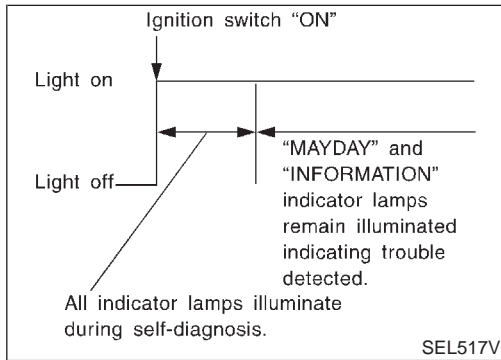 Ignition switch “ON”
Light on
“MAYDAY” and
“INFORMATION”
indicator lamps
remain illuminated
indicating trouble
detected.
Light off
All indicator lamps illuminate
during self-diagnosis.
SEL517V